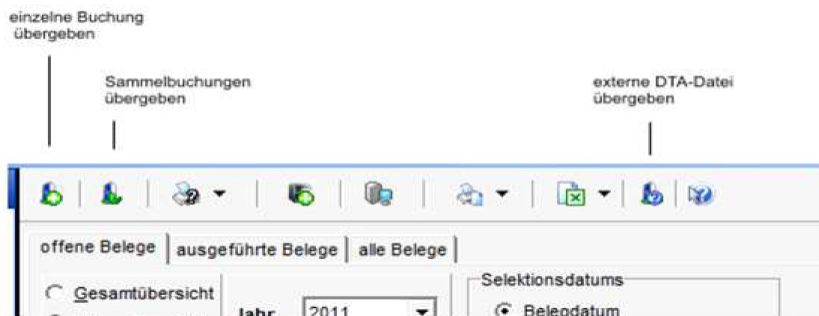 einzelne Buchung
übergeben
Sammelbuchungen
übergeben
externe DTA-Datei
übergeben
offene Belege
ausgeführte Belege
alle Belege
Gesamtübersicht
Jahr
2011
Selektionsdatums
Belegdatum